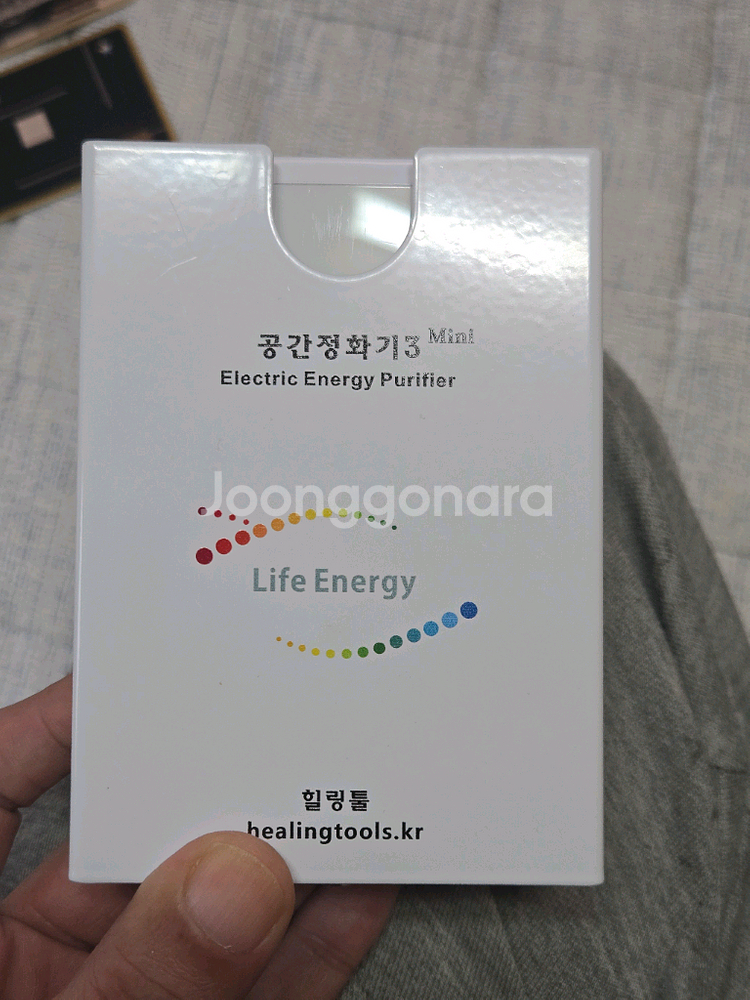 공간정화기3 Mini
Electric Energy Purifier
Joonggonara
Life Energy
힐링툴
healingtools.kr